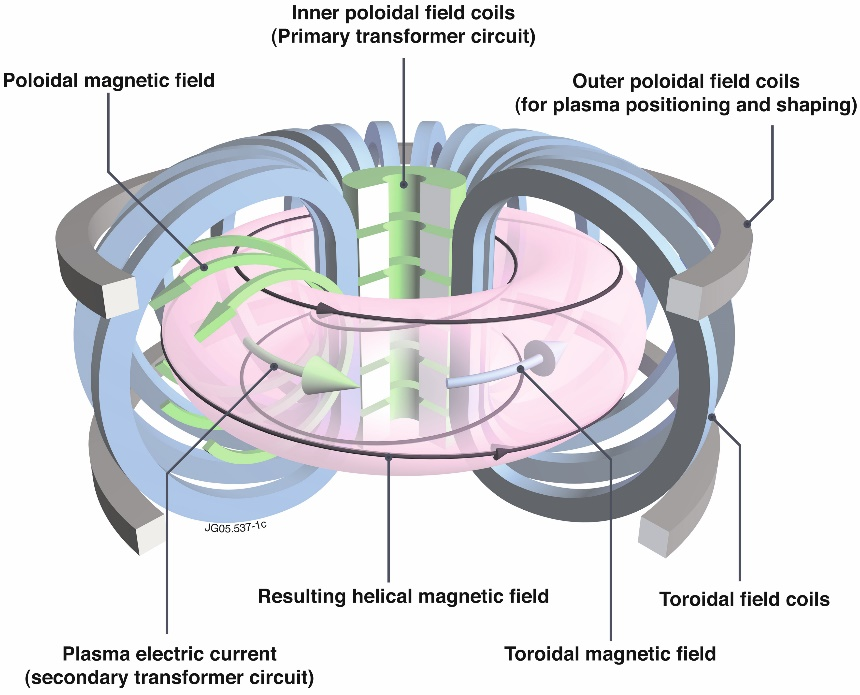 Inner poloidal field coils
(Primary transformer circuit)
Poloidal magnetic field
Outer poloidal field coils
(for plasma positioning and shaping)
JG05.537-1c
Resulting helical magnetic field
Toroidal field coils
Plasma electric current
(secondary transformer circuit)
Toroidal magnetic field